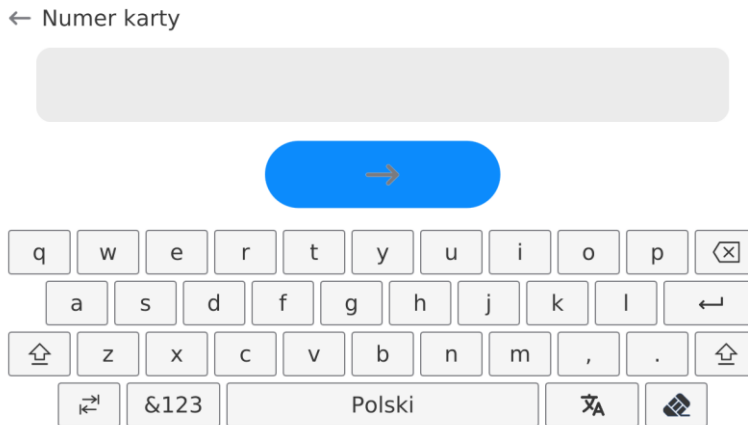 Numer karty
q w e r t y u i o p
a s d f g h j k l
z x c v b n m , .
&123 Polski